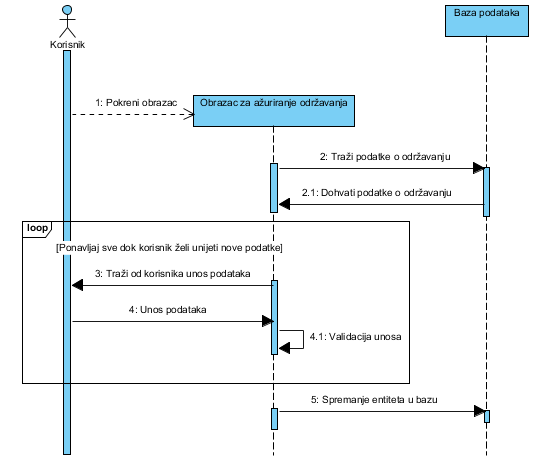 Baza podataka
Korisnik
1: Pokreni obrazac
Obrazac za ažuriranje održavanja
2: Traži podatke o održavanju
2.1: Dohvati podatke o održavanju
loop
[Ponavljaj sve dok korisnik želi unijeti nove podatke]
3: Traži od korisnika unos podataka
4: Unos podataka
4.1: Validacija unosa
5: Spremanje entiteta u bazu